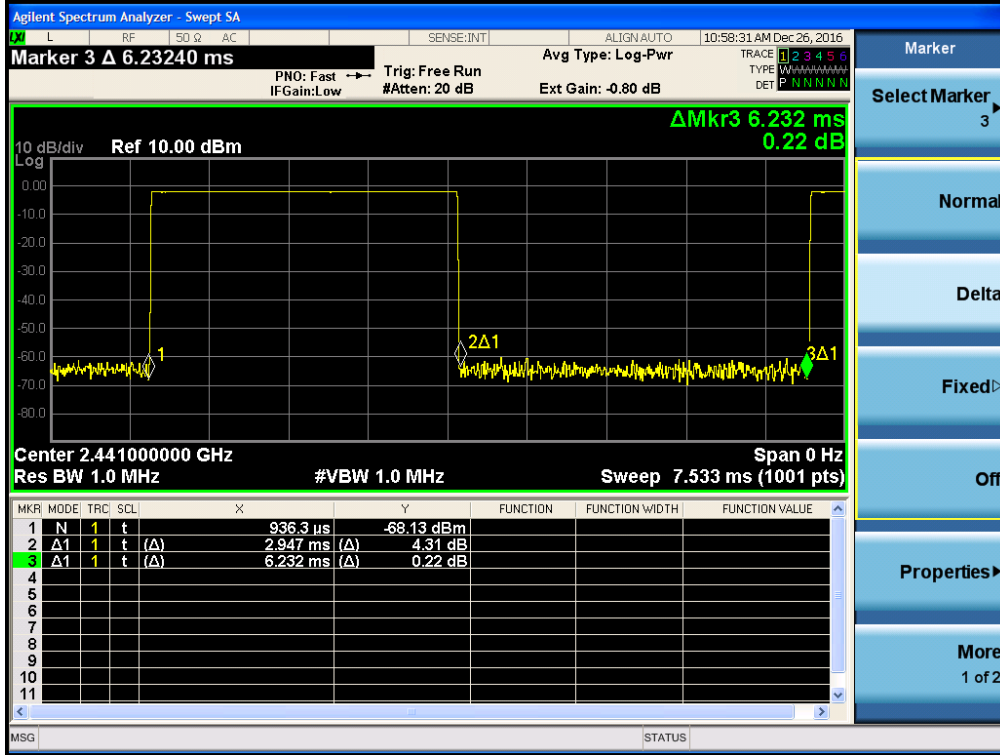 Agilent Spectrum Analyzer - Swept SA
LXI L RF 50 Ω AC SENSE:INT ALIGN AUTO 10:58:31 AM Dec 26, 2016
Marker 3 Δ 6.23240 ms
PNO: Fast
IFGain:Low
Trig: Free Run
#Atten: 20 dB
Avg Type: Log-Pwr
Ext Gain: -0.80 dB
TRACE 1 2 3 4 5 6
TYPE W
DET P N N N N N
ΔMkr3 6.232 ms
0.22 dB
10 dB/div Ref 10.00 dBm
Log
0.00
-10.0
-20.0
-30.0
-40.0
-50.0
-60.0
-70.0
-80.0
1
2Δ1
3Δ1
Center 2.441000000 GHz Span 0 Hz
Res BW 1.0 MHz #VBW 1.0 MHz Sweep 7.533 ms (1001 pts)
MKR MODE TRC SCL X Y FUNCTION FUNCTION WIDTH FUNCTION VALUE
1 N 1 t 936.3 µs -68.13 dBm
2 Δ1 1 t (Δ) 2.947 ms (Δ) 4.31 dB
3 Δ1 1 t (Δ) 6.232 ms (Δ) 0.22 dB
4
5
6
7
8
9
10
11
MSG STATUS
Marker
Select Marker
3
Normal
Delta
Fixed
Off
Properties
More
1 of 2